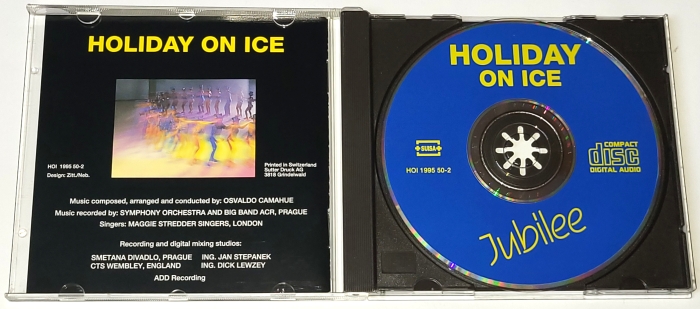 HOLIDAY ON ICE
HOI 1995 50-2
Design: Zitt./Neb.
Printed in Switzerland
Sutter Druck AG
3818 Grindelwald
Music composed, arranged and conducted by: OSVALDO CAMAHUE
Music recorded by: SYMPHONY ORCHESTRA AND BIG BAND ACR, PRAGUE
Singers: MAGGIE STREDDER SINGERS, LONDON
Recording and digital mixing studios:
SMETANA DIVADLO, PRAGUE ING. JAN STEPANEK
CTS WEMBLEY, ENGLAND ING. DICK LEWZEY
ADD Recording
HOLIDAY
ON ICE
SUISA
HOI 1995 50-2
COMPACT
disc
DIGITAL AUDIO
Jubilee